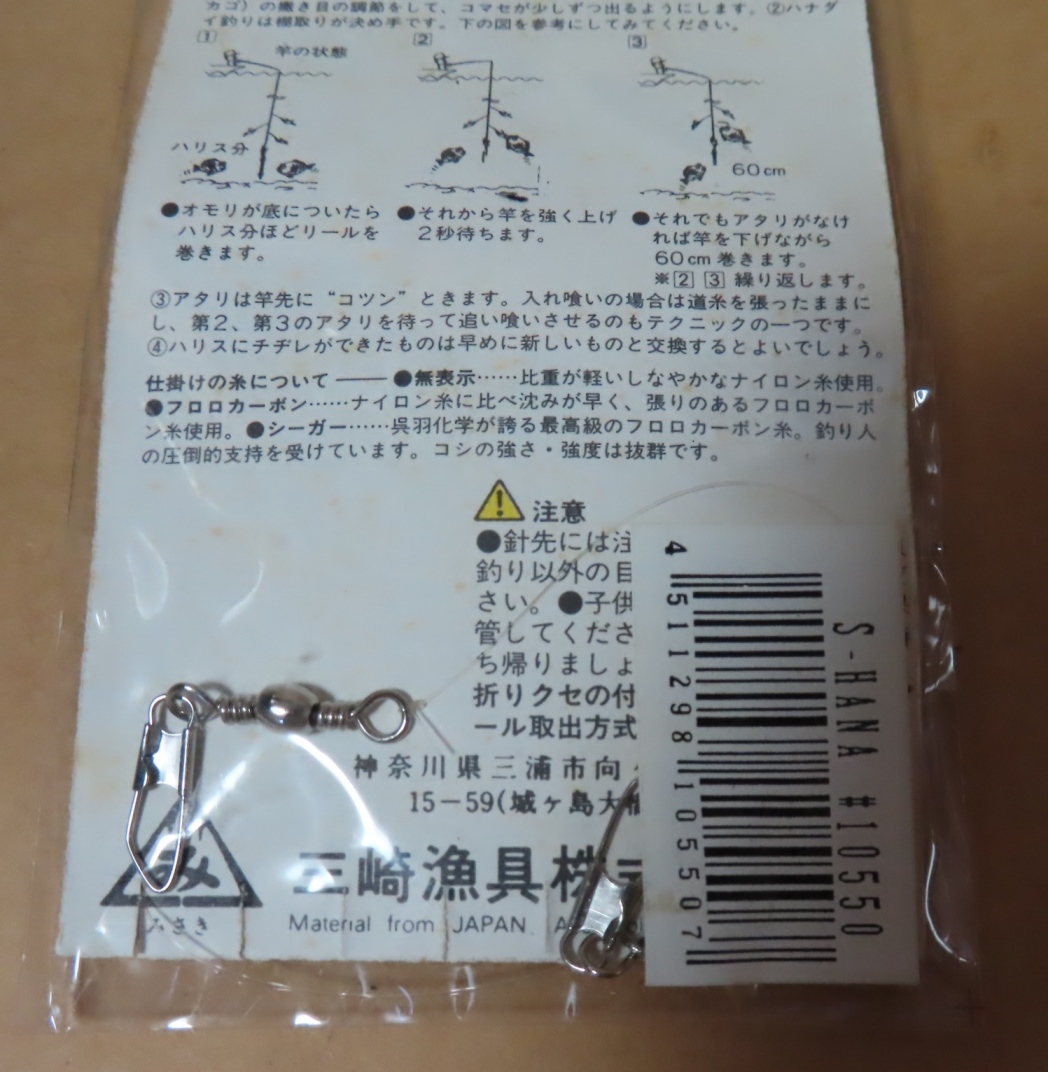 カゴ）の撒き目の調節をして、コマセが少しずつ出るようにします。②ハナダ
イ釣りは棚取りが決め手です。下の図を参考にしてみてください。
1 2 3
竿の状態
ハリス分
60cm
●オモリが底についたら
ハリス分ほどリールを
巻きます。
●それから竿を強く上げ
2秒待ちます。
●それでもアタリがなけ
れば竿を下げながら
60cm 巻きます。
※2 3 繰り返します。
③アタリは竿先に“コツン”ときます。入れ喰いの場合は道糸を張ったままに
し、第2、第3のアタリを待って追い喰いさせるのもテクニックの一つです。
④ハリスにチヂレができたものは早めに新しいものと交換するとよいでしょう。
仕掛けの糸について――●無表示……比重が軽いしなやかなナイロン糸使用。
●フロロカーボン……ナイロン糸に比べ沈みが早く、張りのあるフロロカーボ
ン糸使用。●シーガー……呉羽化学が誇る最高級のフロロカーボン糸。釣り人
の圧倒的支持を受けています。コシの強さ・強度は抜群です。
注意
●針先には注
釣り以外の目
さい。●子供
管してくださ
ち帰りましょ
折りクセの付
ール取出方式
神奈川県三浦市向
15-59(城ヶ島大橋
み
みさき
三崎漁具株式
Material from JAPAN.
S-HANA #1050
4 511298 105507